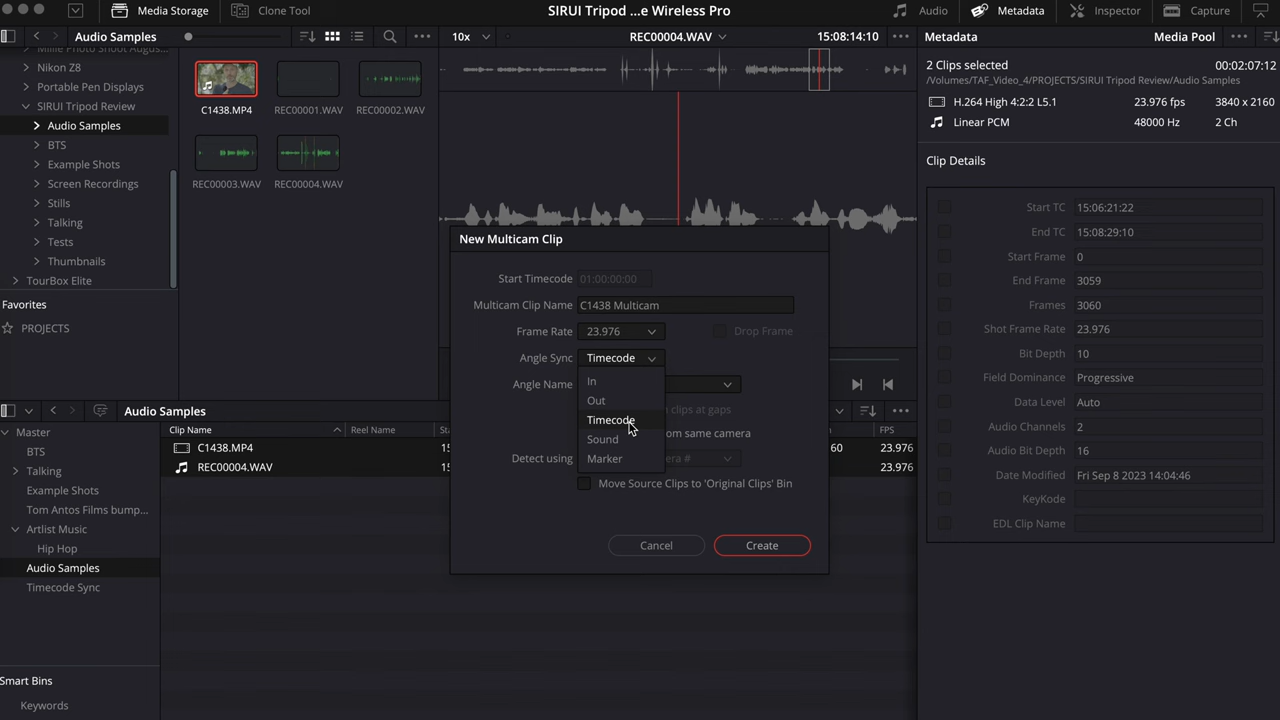 Media Storage
Clone Tool
SIRUI Tripod ...e Wireless Pro
Audio
Metadata
Inspector
Capture
Audio Samples
10x
REC00004.WAV
15:08:14:10
Metadata
Media Pool
Millie Photo Shoot Augus...
Nikon Z8
Portable Pen Displays
SIRUI Tripod Review
Audio Samples
BTS
Example Shots
Screen Recordings
Stills
Talking
Tests
Thumbnails
TourBox Elite
Favorites
PROJECTS
C1438.MP4
REC00001.WAV
REC00002.WAV
REC00003.WAV
REC00004.WAV
2 Clips selected
00:02:07:12
/Volumes/TAF_Video_4/PROJECTS/SIRUI Tripod Review/Audio Samples
H.264 High 4:2:2 L5.1
23.976 fps
3840 x 2160
Linear PCM
48000 Hz
2 Ch
Clip Details
Start TC 15:06:21:22
End TC 15:08:29:10
Start Frame 0
End Frame 3059
Frames 3060
Shot Frame Rate 23.976
Bit Depth 10
Field Dominance Progressive
Data Level Auto
Audio Channels 2
Audio Bit Depth 16
Date Modified Fri Sep 8 2023 14:04:46
KeyKode
EDL Clip Name
New Multicam Clip
Start Timecode 01:00:00:00
Multicam Clip Name C1438 Multicam
Frame Rate 23.976
Drop Frame
Angle Sync Timecode
Angle Name
In
Out
Timecode
Sound
Marker
clips at gaps
om same camera
Detect using
era #
Move Source Clips to 'Original Clips' Bin
Cancel
Create
Audio Samples
Master
BTS
Talking
Example Shots
Tom Antos Films bump...
Artlist Music
Hip Hop
Audio Samples
Timecode Sync
Smart Bins
Keywords
Clip Name
Reel Name
Sta
FPS
C1438.MP4
15
60
23.976
REC00004.WAV
15
23.976